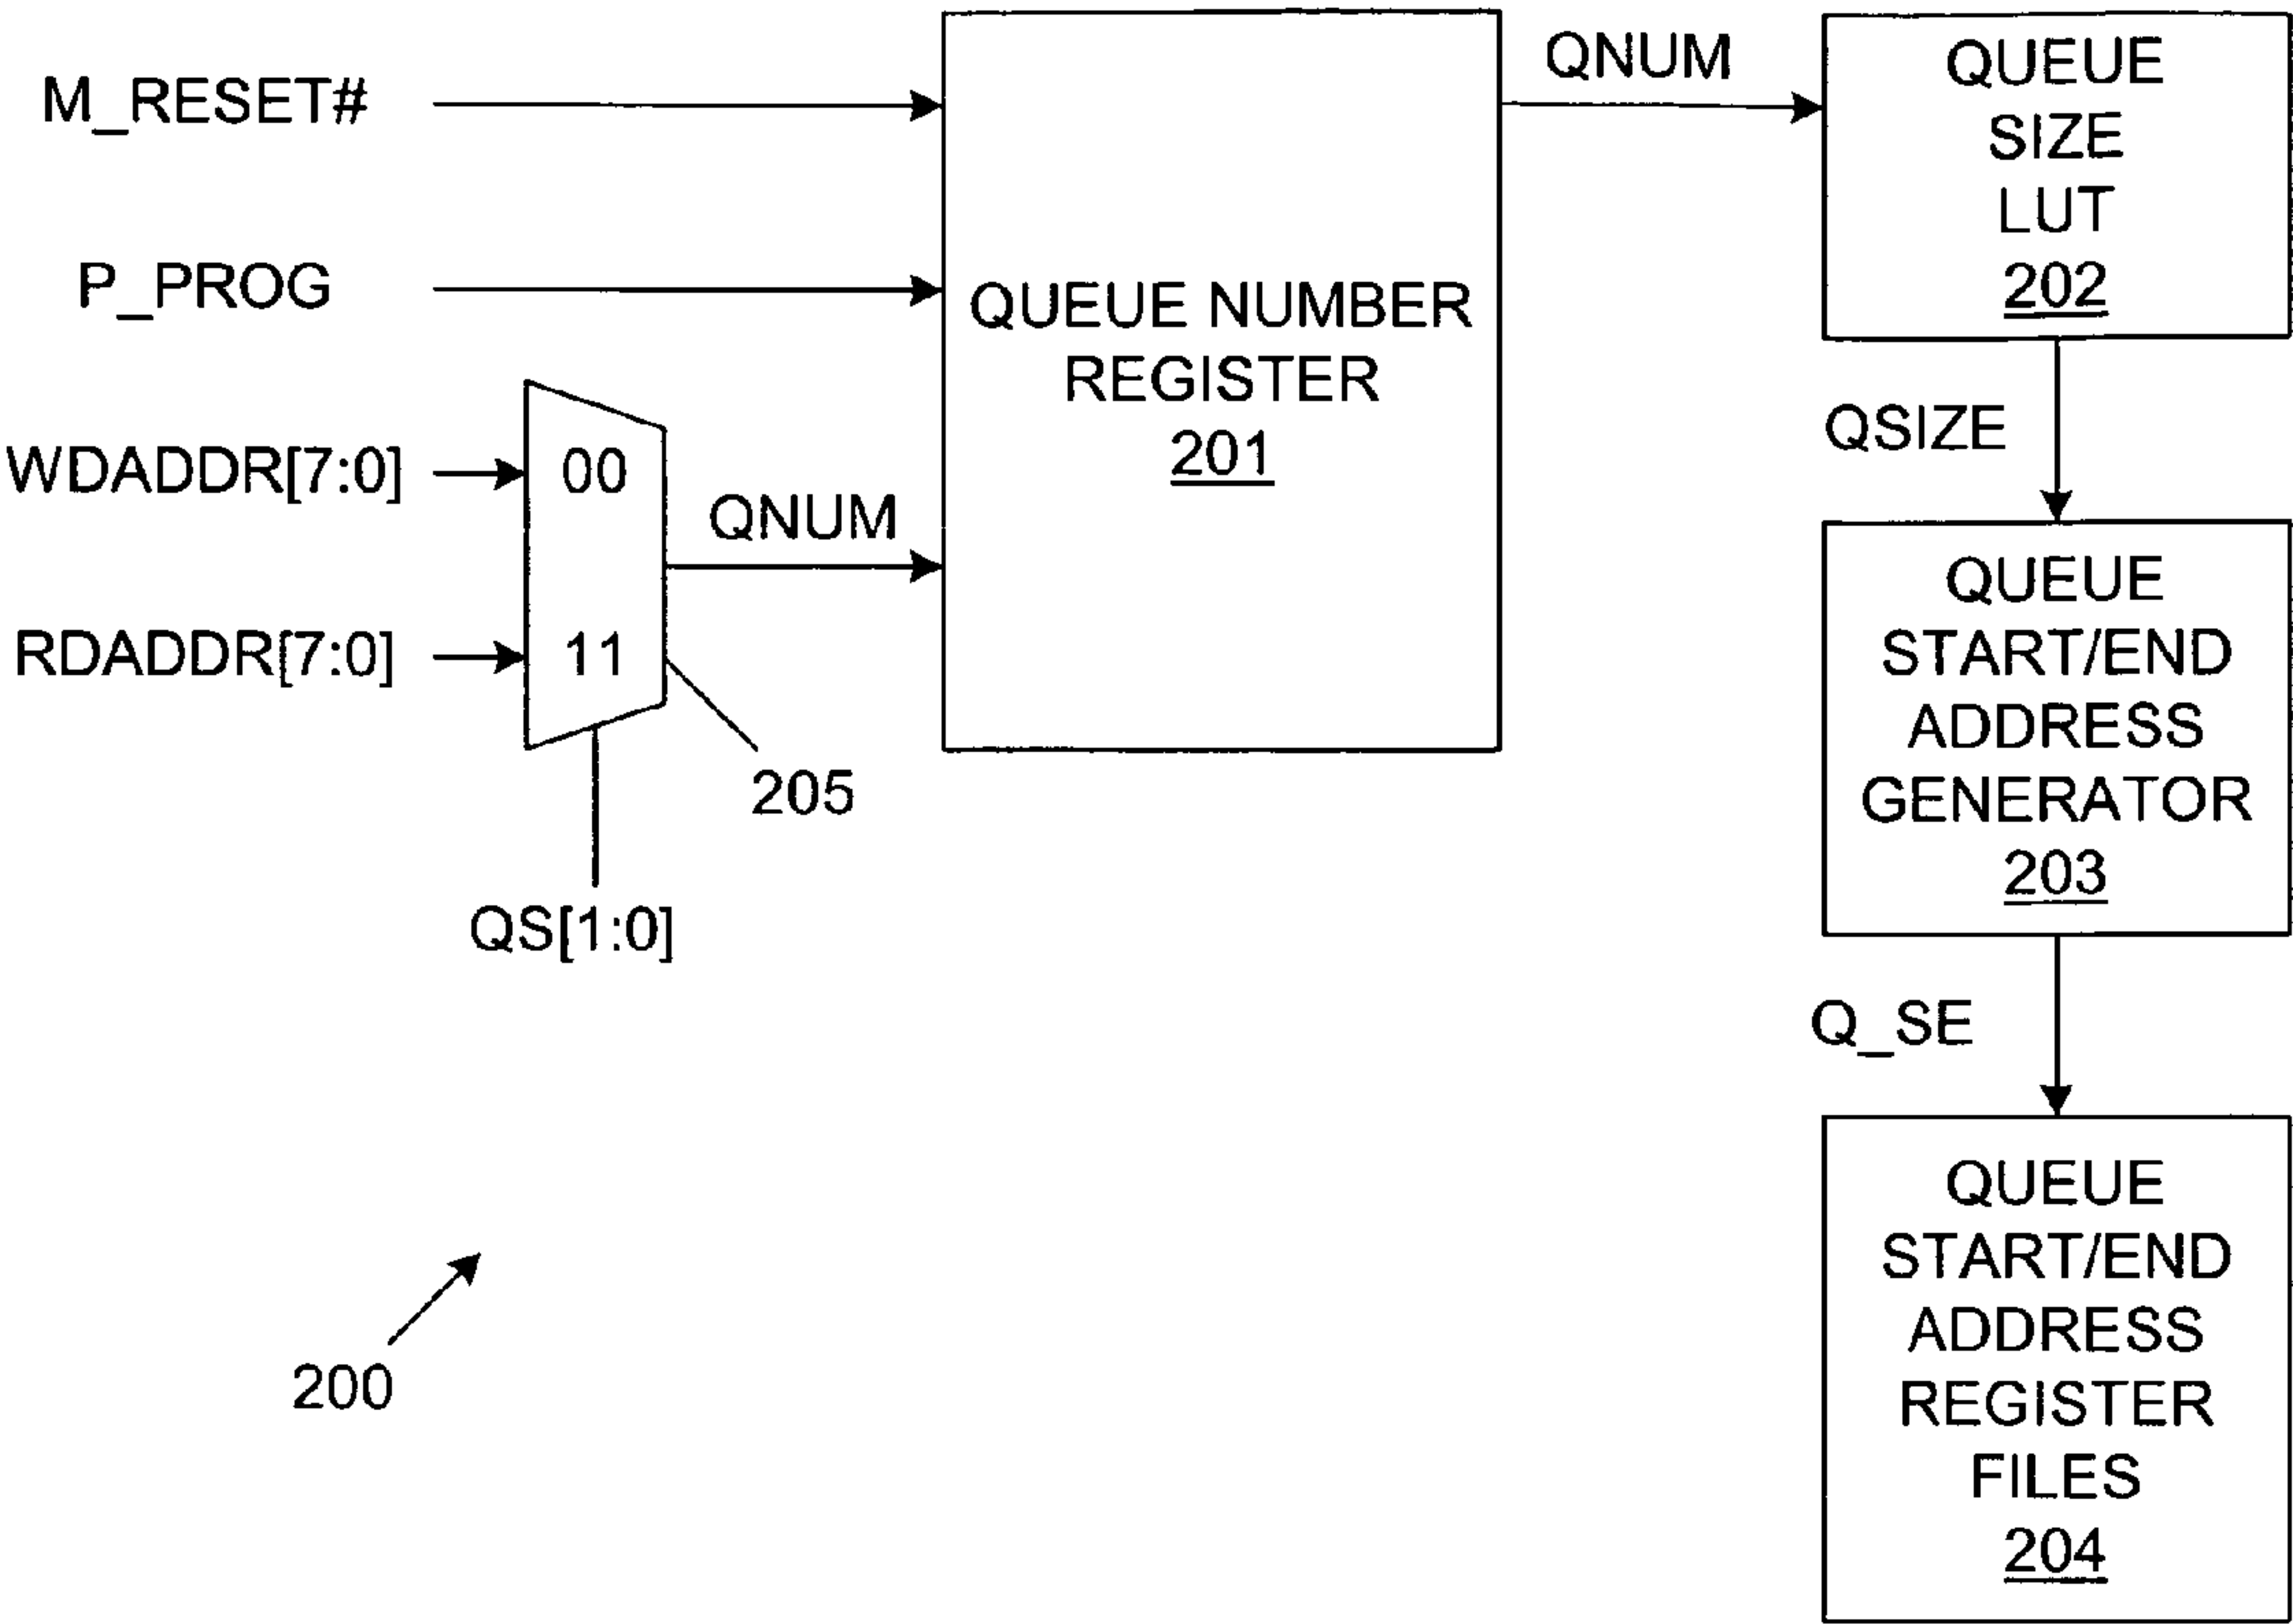 M_RESET#
P_PROG
WDADDR[7:0]
RDADDR[7:0]
00
11
QS[1:0]
205
QNUM
QUEUE NUMBER
REGISTER
201
QNUM
QUEUE
SIZE
LUT
202
QSIZE
QUEUE
START/END
ADDRESS
GENERATOR
203
Q_SE
QUEUE
START/END
ADDRESS
REGISTER
FILES
204
200